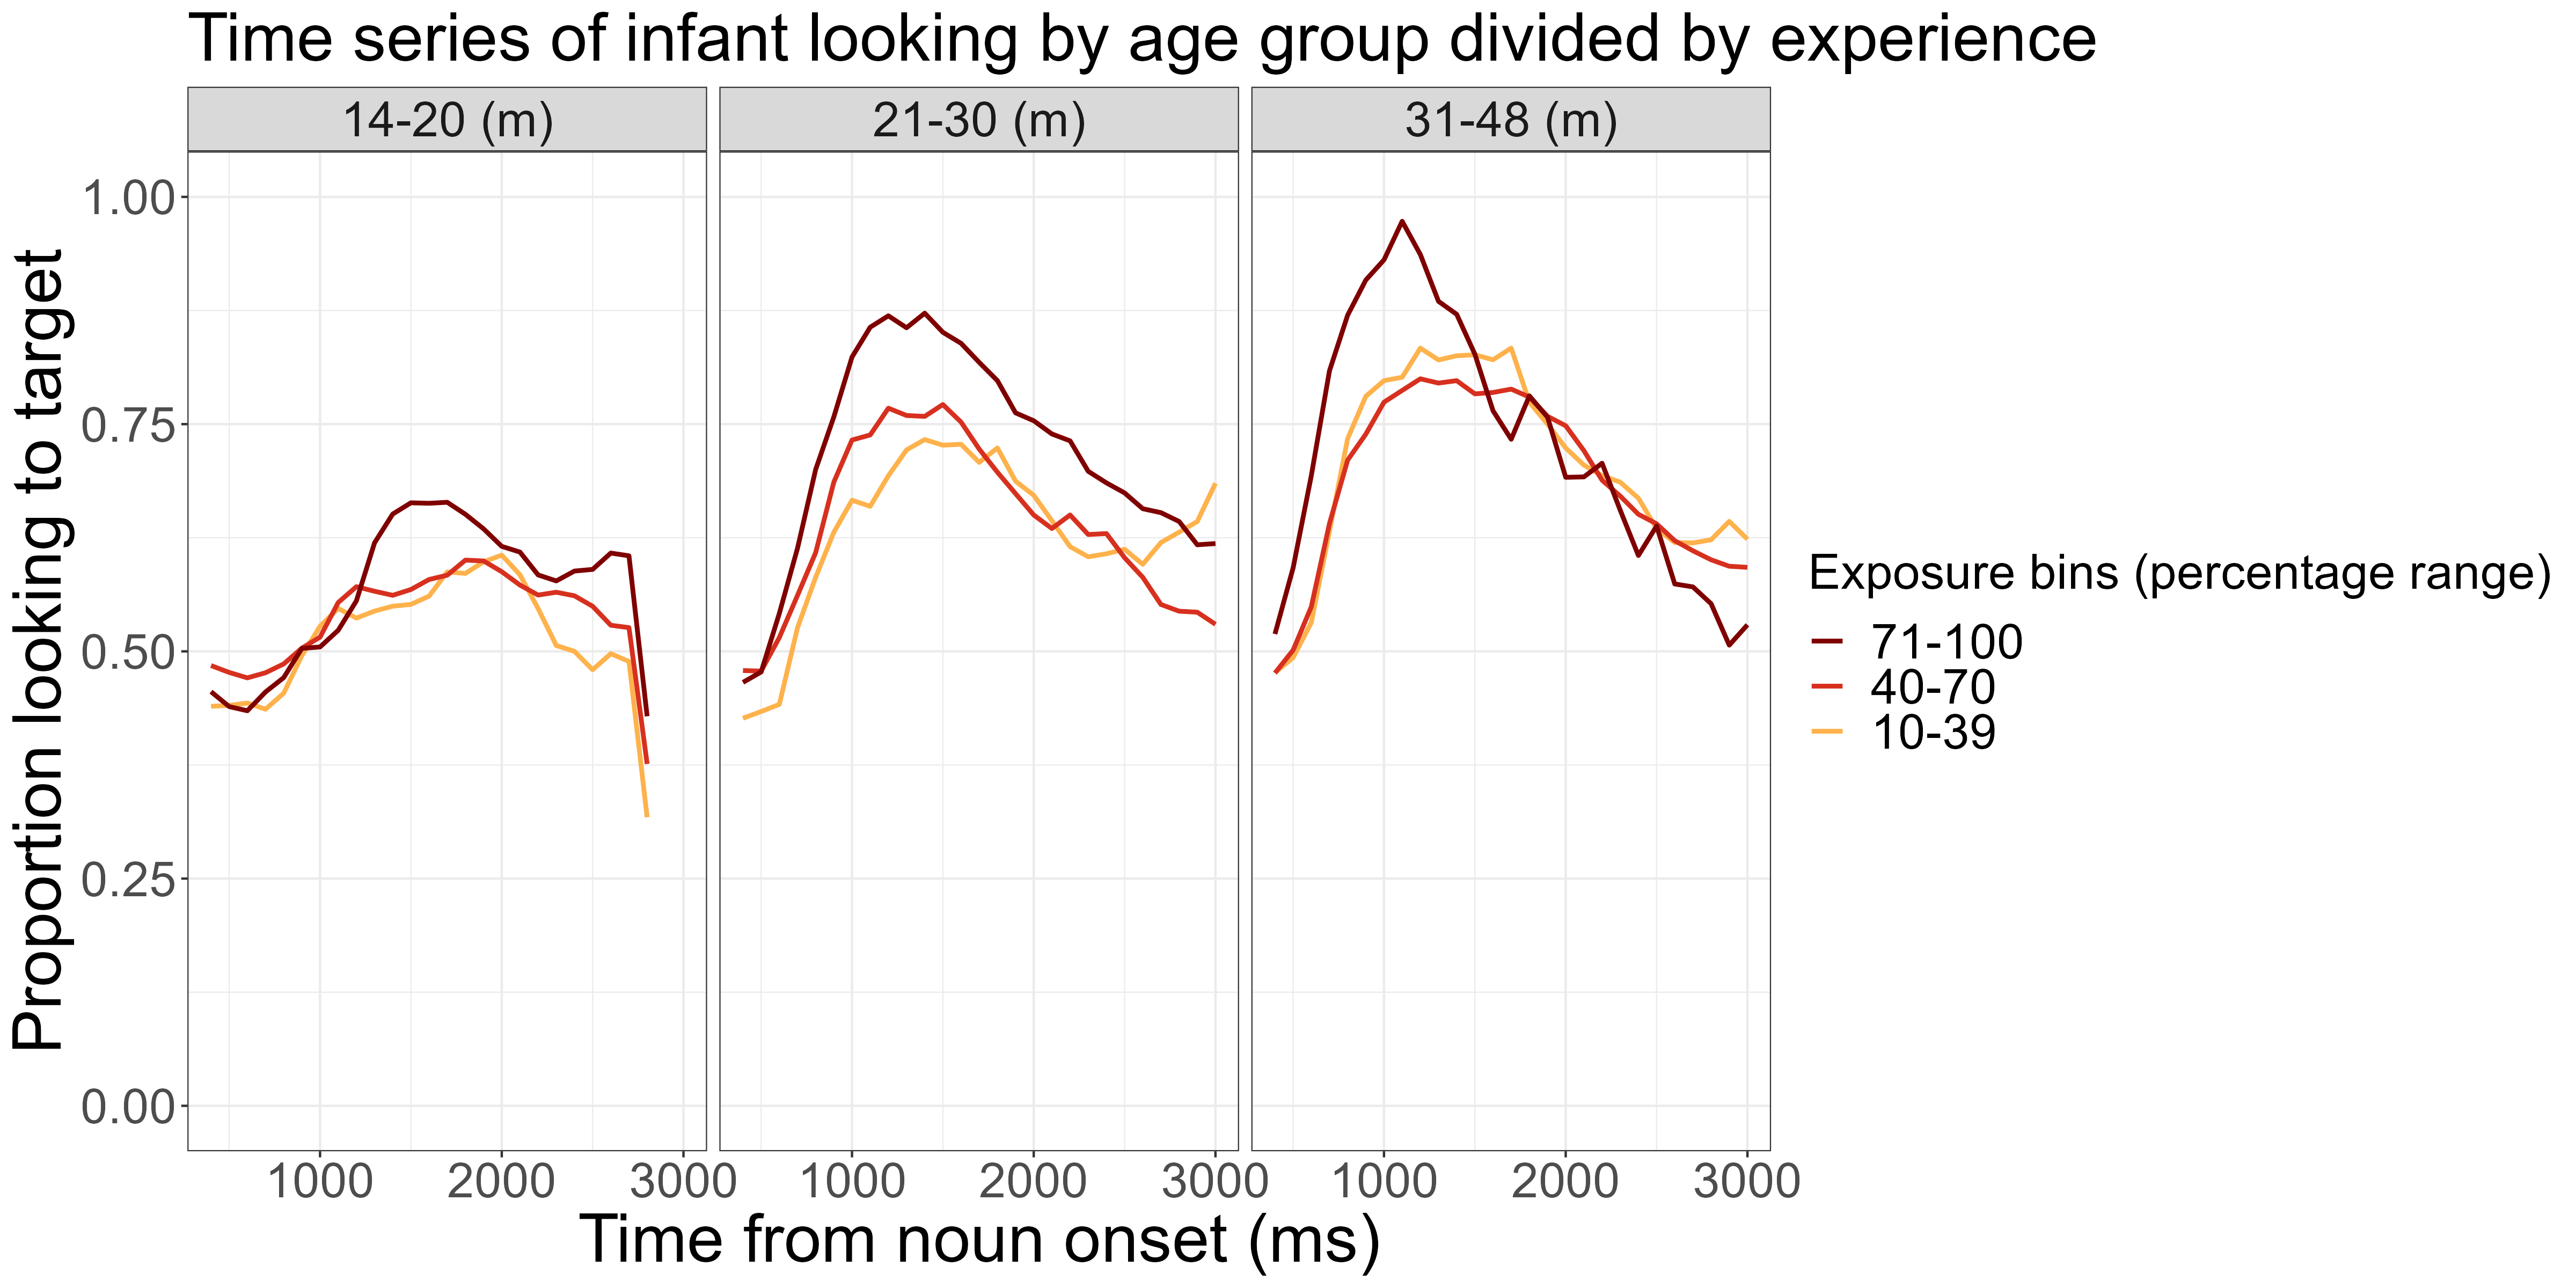 Time series of infant looking by age group divided by experience
14-20 (m)
21-30 (m)
31-48 (m)
Proportion looking to target
1.00
0.75
0.50
0.25
0.00
1000 2000 3000
1000 2000 3000
1000 2000 3000
Time from noun onset (ms)
Exposure bins (percentage range)
71-100
40-70
10-39